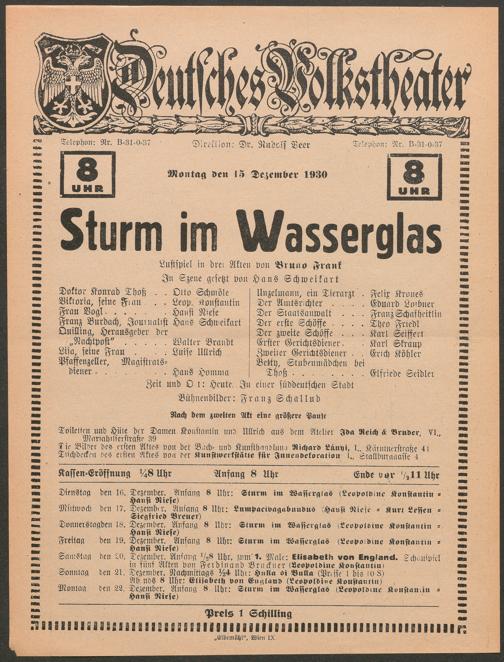 Deutsches Volkstheater
Telephon: Nr. B-31-0-37 Direktion: Dr. Rudolf Beer Telephon: Nr. B-31-0-37
8 UHR Montag den 15 Dezember 1930 8 UHR
Sturm im Wasserglas
Lustspiel in drei Akten von Bruno Frank
In Szene gesetzt von Hans Schweikart
Doktor Konrad Thoß . . Otto Schmöle
Viktoria, seine Frau . . Leop. Konstantin
Frau Vogl . . . . . Hansi Niese
Franz Burdach, Journalist Hans Schweikart
Quilling, Herausgeber der
„Nachtpost" . . . . Walter Brandt
Lisa, seine Frau . . . . Luise Ullrich
Pfaffenzeller, Magistrats-
diener . . . . . . Hans Homma
Unzelmann, ein Tierarzt . Felix Krones
Der Amtsrichter . . . . Eduard Loibner
Der Staatsanwalt . . . Franz Schafheitlin
Der erste Schöffe . . . Theo Friedl
Der zweite Schöffe . . . Karl Seiffert
Erster Gerichtsdiener . . Karl Skraup
Zweiter Gerichtsdiener . Erich Köhler
Betty, Stubenmädchen bei
Thoß . . . . . . . Elfriede Seidler
Zeit und Ort: Heute. In einer süddeutschen Stadt
Bühnenbilder: Franz Schallud
Nach dem zweiten Akt eine größere Pause
Toiletten und Hüte der Damen Konstantin und Ullrich aus dem Atelier Ida Reich & Bruder, VI.,
Mariahilferstraße 39
Die Bilder des ersten Aktes von der Buch- und Kunsthandlung Richard Lányi, I., Kärntnerstraße 44
Tischdecken des ersten Aktes von der Kunstwerkstätte für Innendekoration I., Stallburggasse 4
Kassen-Eröffnung ½8 Uhr Anfang 8 Uhr Ende vor ½11 Uhr
Dienstag den 16. Dezember. Anfang 8 Uhr: Sturm im Wasserglas (Leopoldine Konstantin =
Hansi Niese)
Mittwoch den 17. Dezember. Anfang 8 Uhr: Lumpacivagabundus (Hansi Niese = Kurt Lessen =
Siegfried Breuer)
Donnerstag den 18. Dezember. Anfang 8 Uhr: Sturm im Wasserglas (Leopoldine Konstantin =
Hansi Niese)
Freitag den 19. Dezember. Anfang 8 Uhr: Sturm im Wasserglas (Leopoldine Konstantin =
Hansi Niese)
Samstag den 20. Dezember. Anfang ½8 Uhr, zum 1. Male: Elisabeth von England. Schauspiel
in fünf Akten von Ferdinand Bruckner (Leopoldine Konstantin)
Sonntag den 21. Dezember. Nachmittags Uhr: Hulla di Bulla
Abends 8 Uhr: Elisabeth von England (Leopoldine Konstantin)
Montag den 22. Dezember. Anfang 8 Uhr: Sturm im Wasserglas (Leopoldine Konstantin =
Hansi Niese)
Preis 1 Schilling
„Elbemühl", Wien IX.